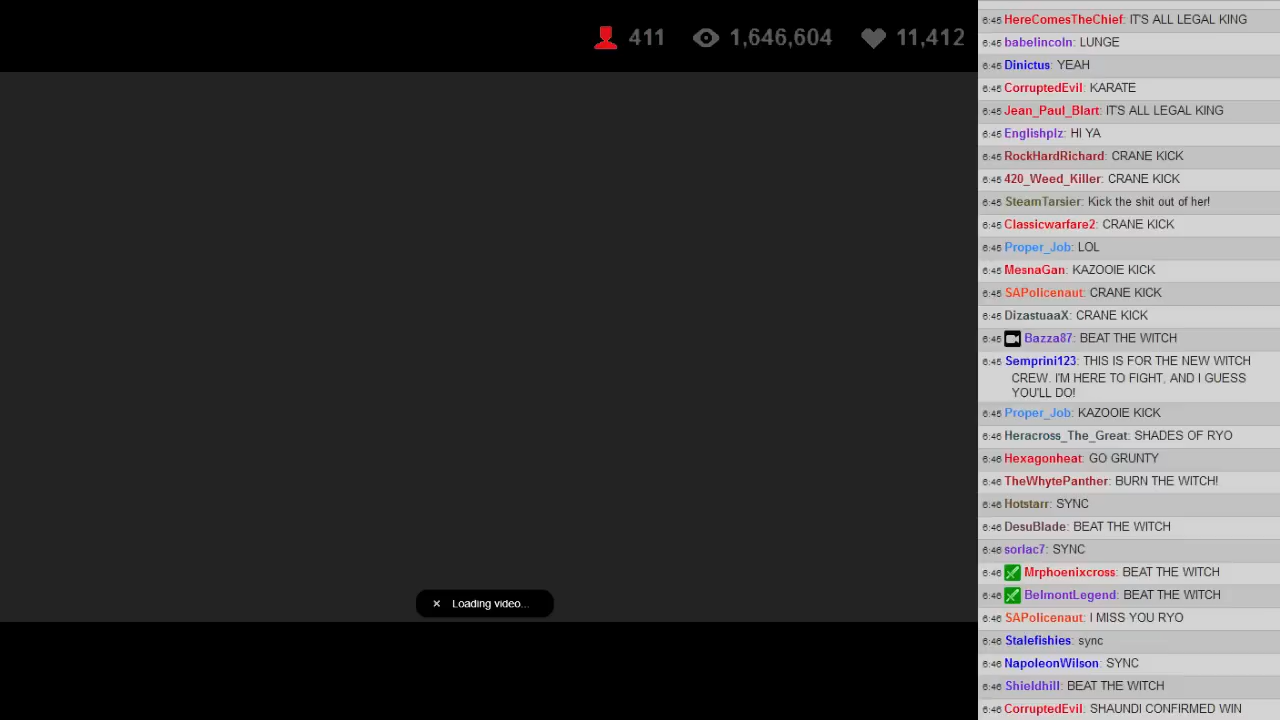 411 1,646,604 11,412
Loading video...
6:45 HereComesTheChief: IT'S ALL LEGAL KING
6:45 babelincoln: LUNGE
6:45 Dinictus: YEAH
6:45 CorruptedEvil: KARATE
6:45 Jean_Paul_Blart: IT'S ALL LEGAL KING
6:45 Englishplz: HI YA
6:45 RockHardRichard: CRANE KICK
6:45 420_Weed_Killer: CRANE KICK
6:45 SteamTarsier: Kick the shit out of her!
6:45 Classicwarfare2: CRANE KICK
6:45 Proper_Job: LOL
6:45 MesnaGan: KAZOOIE KICK
6:45 SAPolicenaut: CRANE KICK
6:45 DizastuaaX: CRANE KICK
6:45 Bazza87: BEAT THE WITCH
6:45 Semprini123: THIS IS FOR THE NEW WITCH
CREW. I'M HERE TO FIGHT, AND I GUESS
YOU'LL DO!
6:45 Proper_Job: KAZOOIE KICK
6:46 Heracross_The_Great: SHADES OF RYO
6:46 Hexagonheat: GO GRUNTY
6:46 TheWhytePanther: BURN THE WITCH!
6:46 Hotstarr: SYNC
6:46 DesuBlade: BEAT THE WITCH
6:46 sorlac7: SYNC
6:46 Mrphoenixcross: BEAT THE WITCH
6:46 BelmontLegend: BEAT THE WITCH
6:46 SAPolicenaut: I MISS YOU RYO
6:46 Stalefishies: sync
6:46 NapoleonWilson: SYNC
6:46 Shieldhill: BEAT THE WITCH
6:46 CorruptedEvil: SHAUNDI CONFIRMED WIN